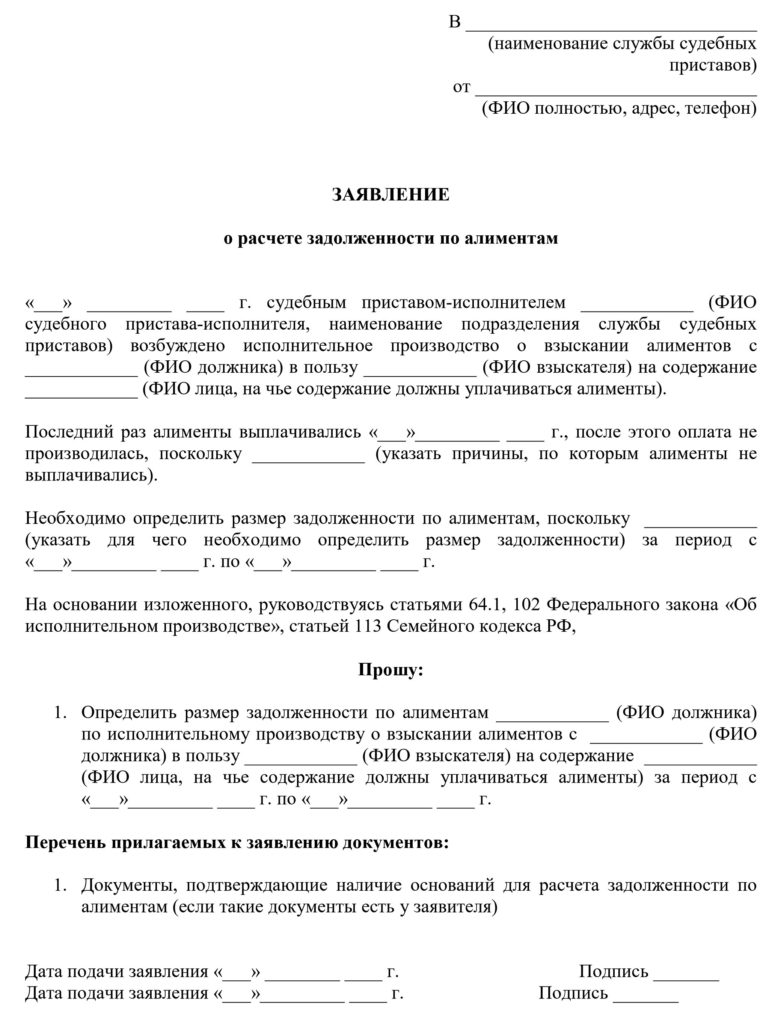 В _______________________________
(наименование службы судебных
приставов)
от ______________________________
(ФИО полностью, адрес, телефон)
ЗАЯВЛЕНИЕ
о расчете задолженности по алиментам
«___» _________ ____ г. судебным приставом-исполнителем ____________ (ФИО
судебного пристава-исполнителя, наименование подразделения службы судебных
приставов) возбуждено исполнительное производство о взыскании алиментов с
____________ (ФИО должника) в пользу ____________ (ФИО взыскателя) на содержание
____________ (ФИО лица, на чье содержание должны уплачиваться алименты).
Последний раз алименты выплачивались «___»_________ ____ г., после этого оплата не
производилась, поскольку ____________ (указать причины, по которым алименты не
выплачивались).
Необходимо определить размер задолженности по алиментам, поскольку ____________
(указать для чего необходимо определить размер задолженности) за период с
«___»_________ ____ г. по «___»_________ ____ г.
На основании изложенного, руководствуясь статьями 64.1, 102 Федерального закона «Об
исполнительном производстве», статьей 113 Семейного кодекса РФ,
Прошу:
1. Определить размер задолженности по алиментам ____________ (ФИО должника)
по исполнительному производству о взыскании алиментов с ____________ (ФИО
должника) в пользу ____________ (ФИО взыскателя) на содержание ____________
(ФИО лица, на чье содержание должны уплачиваться алименты) за период с
«___»_________ ____ г. по «___»_________ ____ г.
Перечень прилагаемых к заявлению документов:
1. Документы, подтверждающие наличие оснований для расчета задолженности по
алиментам (если такие документы есть у заявителя)
Дата подачи заявления «___» ________ ____ г. Подпись _______
Дата подачи заявления «___»_________ ____ г. Подпись _______